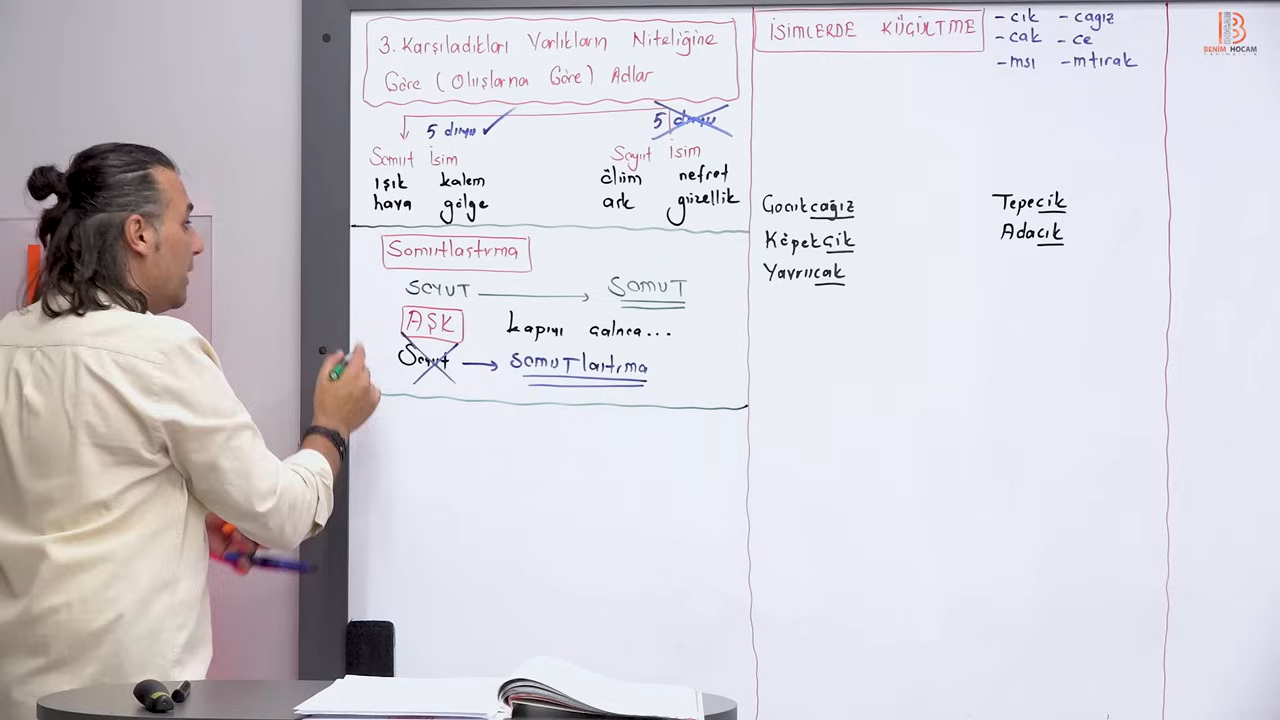 3. Karşıladıkları Varlıkların Niteliğine
Göre (Oluşlarına Göre) Adlar
5 duyu ✓
5 duyu
Somut İsim
ışık kalem
hava gölge
Soyut İsim
ölüm nefret
aşk güzellik
Somutlaştırma
SOYUT → SOMUT
AŞK kapını çalınca...
Soyut → SOMUTlaştırma
İSİMLERDE KÜÇÜLTME
-cık -cağız
-cak -ce
-msı -mtırak
Çocukcağız
Köpekçik
Yavrucak
Tepecik
Adacık
BENİM HOCAM